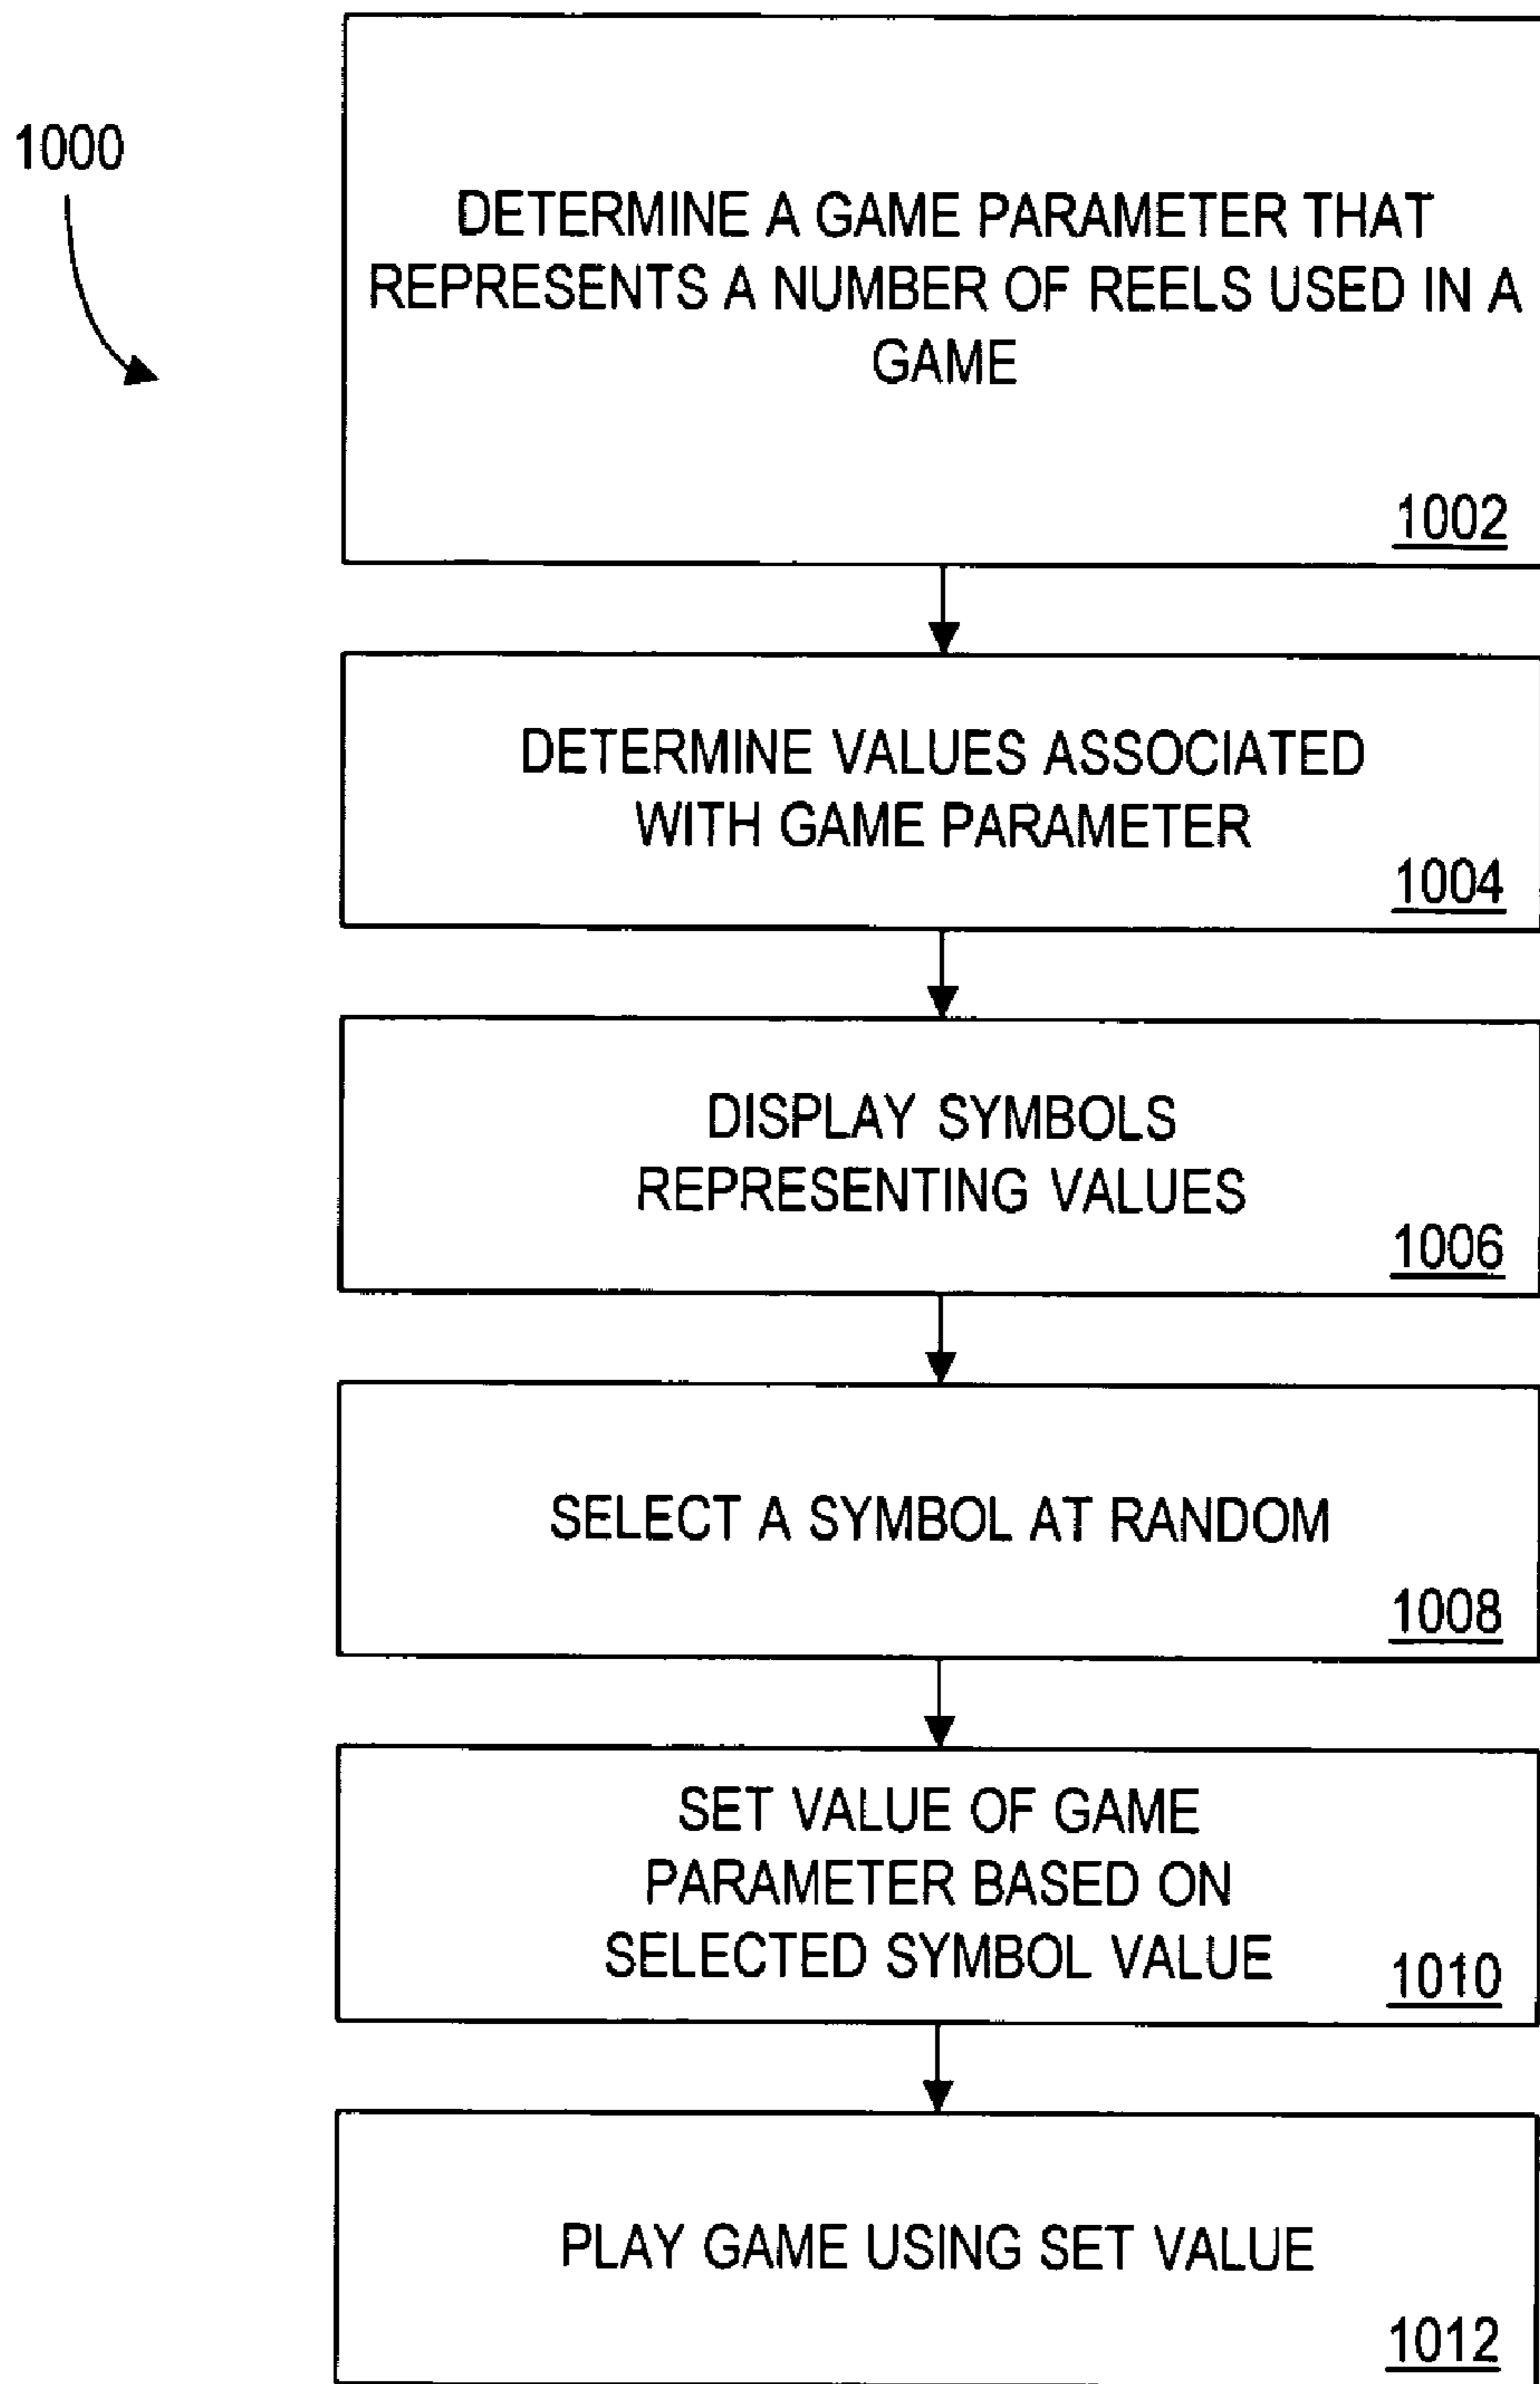 1000
DETERMINE A GAME PARAMETER THAT
REPRESENTS A NUMBER OF REELS USED IN A
GAME
1002
DETERMINE VALUES ASSOCIATED
WITH GAME PARAMETER
1004
DISPLAY SYMBOLS
REPRESENTING VALUES
1006
SELECT A SYMBOL AT RANDOM
1008
SET VALUE OF GAME
PARAMETER BASED ON
SELECTED SYMBOL VALUE
1010
PLAY GAME USING SET VALUE
1012